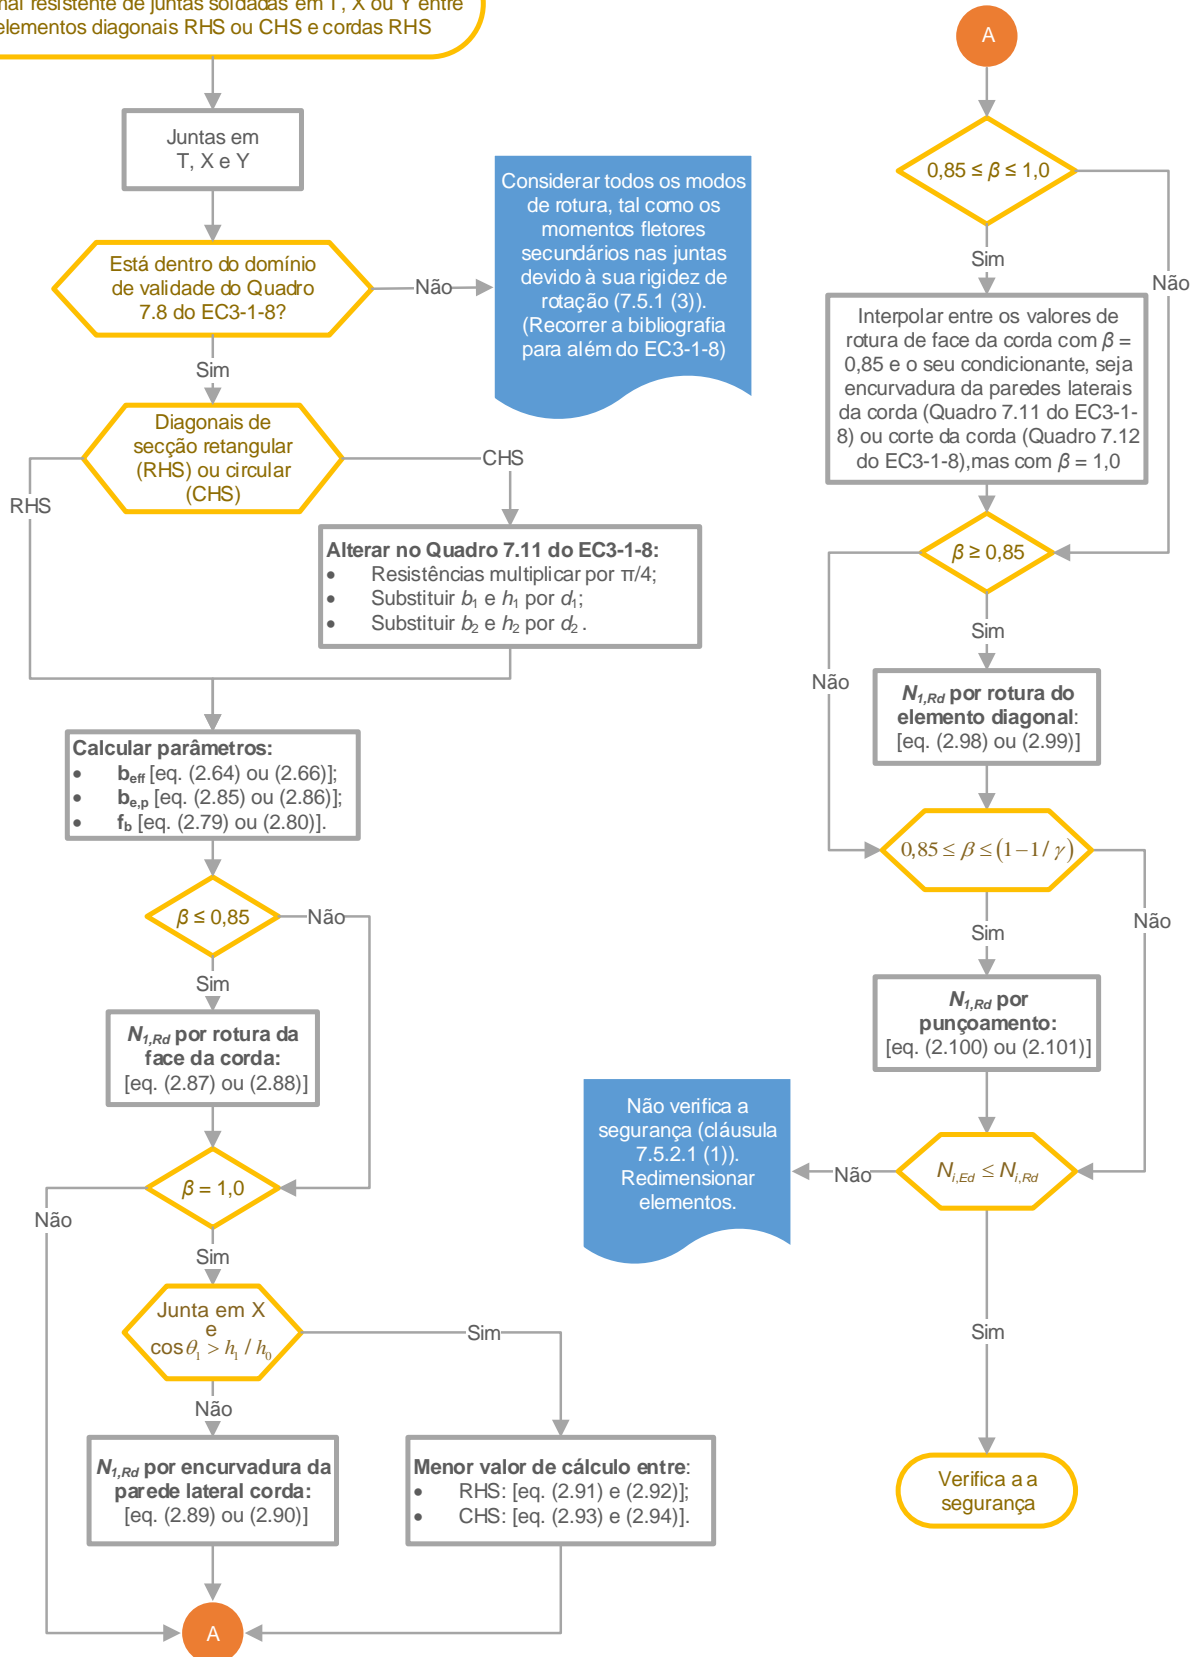 resistente de juntas soldadas em T, X ou Y entre
elementos diagonais RHS ou CHS e cordas RHS
Juntas em
T, X e Y
Está dentro do domínio
de validade do Quadro
7.8 do EC3-1-8?
Não
Considerar todos os modos
de rotura, tal como os
momentos fletores
secundários nas juntas
devido à sua rigidez de
rotação (7.5.1 (3)).
(Recorrer a bibliografia
para além do EC3-1-8)
Sim
Diagonais de
secção retangular
(RHS) ou circular
(CHS)
RHS
CHS
Alterar no Quadro 7.11 do EC3-1-8:
• Resistências multiplicar por π/4;
• Substituir b₁ e h₁ por d₁;
• Substituir b₂ e h₂ por d₂ .
Calcular parâmetros:
• beff [eq. (2.64) ou (2.66)];
• be,p [eq. (2.85) ou (2.86)];
• fb [eq. (2.79) ou (2.80)].
β ≤ 0,85
Não
Sim
N1,Rd por rotura da
face da corda:
[eq. (2.87) ou (2.88)]
β = 1,0
Não
Sim
Junta em X
e
cos θ₁ > h₁ / h₀
Sim
Não
N1,Rd por encurvadura da
parede lateral corda:
[eq. (2.89) ou (2.90)]
Menor valor de cálculo entre:
• RHS: [eq. (2.91) e (2.92)];
• CHS: [eq. (2.93) e (2.94)].
A
A
0,85 ≤ β ≤ 1,0
Sim
Não
Interpolar entre os valores de
rotura de face da corda com β =
0,85 e o seu condicionante, seja
encurvadura da paredes laterais
da corda (Quadro 7.11 do EC3-1-
8) ou corte da corda (Quadro 7.12
do EC3-1-8),mas com β = 1,0
β ≥ 0,85
Sim
Não
N1,Rd por rotura do
elemento diagonal:
[eq. (2.98) ou (2.99)]
0,85 ≤ β ≤ (1−1/ γ)
Sim
Não
N1,Rd por
punçoamento:
[eq. (2.100) ou (2.101)]
Ni,Ed ≤ Ni,Rd
Não
Não verifica a
segurança (cláusula
7.5.2.1 (1)).
Redimensionar
elementos.
Sim
Verifica a a
segurança